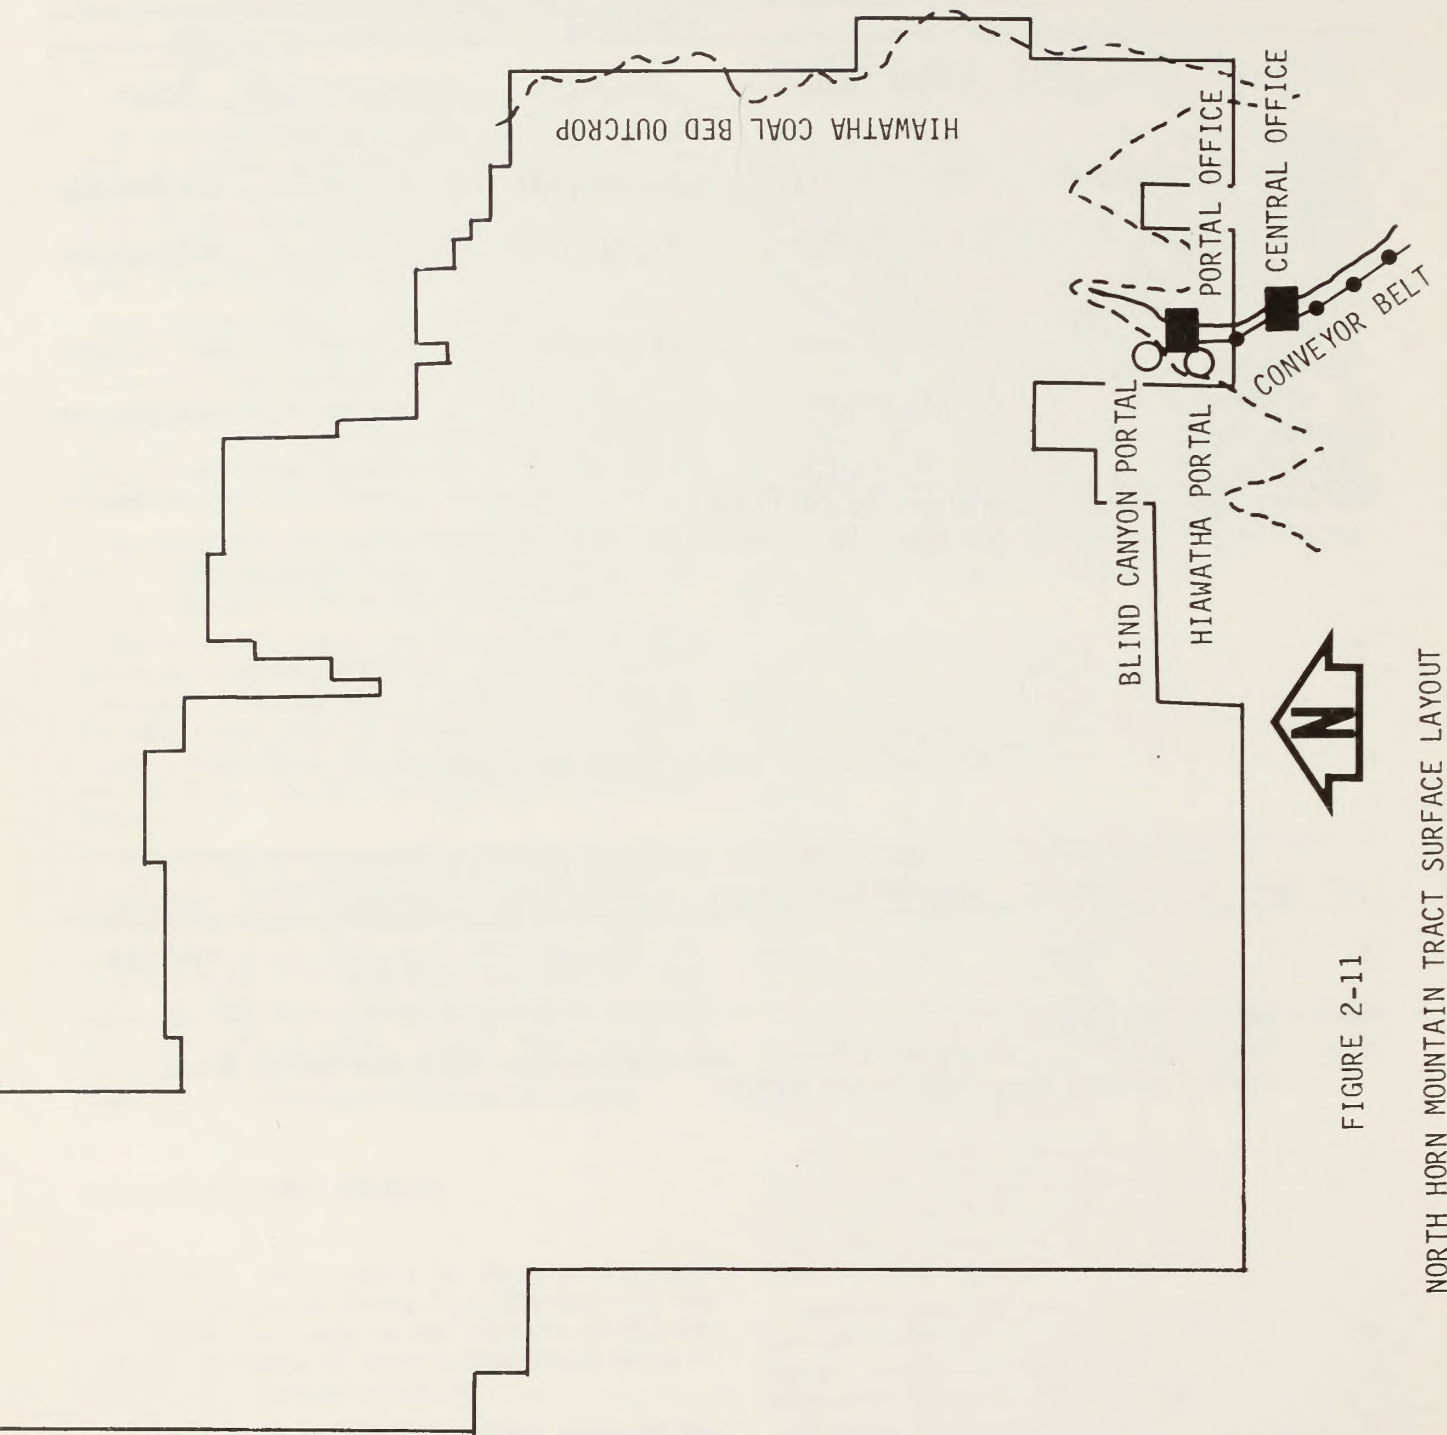 HIAWATHA COAL BED OUTCROP
PORTAL OFFICE
CENTRAL OFFICE
CONVEYOR BELT
BLIND CANYON PORTAL
HIAWATHA PORTAL
N
FIGURE 2-11
NORTH HORN MOUNTAIN TRACT SURFACE LAYOUT